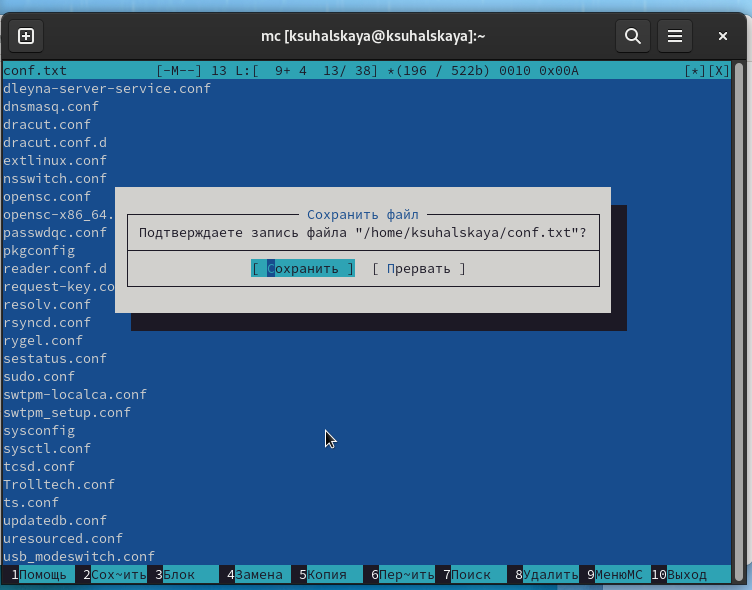 mc [ksuhalskaya@ksuhalskaya]:~
conf.txt [-M--] 13 L:[ 9+ 4 13/ 38] *(196 / 522b) 0010 0x00A [*][X]
dleyna-server-service.conf
dnsmasq.conf
dracut.conf
dracut.conf.d
extlinux.conf
nsswitch.conf
opensc.conf
opensc-x86_64.
passwdqc.conf
pkgconfig
reader.conf.d
request-key.co
resolv.conf
rsyncd.conf
rygel.conf
sestatus.conf
sudo.conf
swtpm-localca.conf
swtpm_setup.conf
sysconfig
sysctl.conf
tcsd.conf
Trolltech.conf
ts.conf
updatedb.conf
uresourced.conf
usb_modeswitch.conf
Сохранить файл
Подтверждаете запись файла "/home/ksuhalskaya/conf.txt"?
[ Сохранить ] [ Прервать ]
1Помощь 2Сох~ить 3Блок 4Замена 5Копия 6Пер~ить 7Поиск 8Удалить 9МенюMC 10Выход